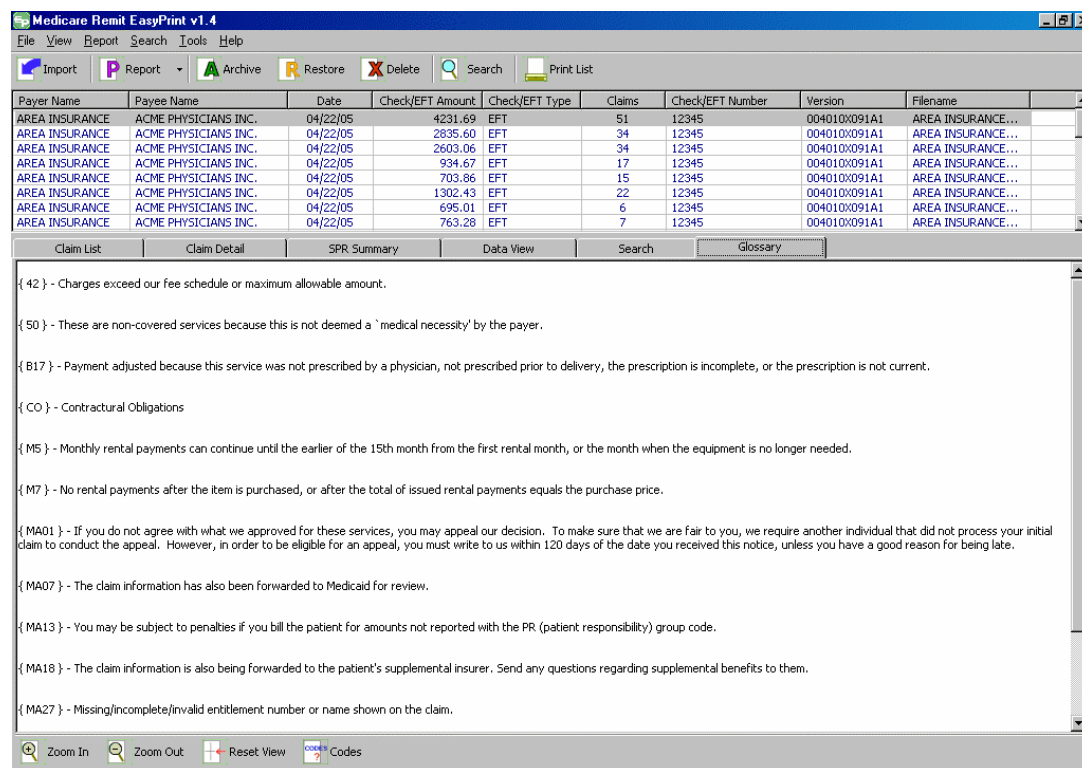 Medicare Remit EasyPrint v1.4
File View Report Search Tools Help
Import Report Archive Restore Delete Search Print List
Payer Name Payee Name Date Check/EFT Amount Check/EFT Type Claims Check/EFT Number Version Filename
AREA INSURANCE ACME PHYSICIANS INC. 04/22/05 4231.69 EFT 51 12345 004010X091A1 AREA INSURANCE...
AREA INSURANCE ACME PHYSICIANS INC. 04/22/05 2835.60 EFT 34 12345 004010X091A1 AREA INSURANCE...
AREA INSURANCE ACME PHYSICIANS INC. 04/22/05 2603.06 EFT 34 12345 004010X091A1 AREA INSURANCE...
AREA INSURANCE ACME PHYSICIANS INC. 04/22/05 934.67 EFT 17 12345 004010X091A1 AREA INSURANCE...
AREA INSURANCE ACME PHYSICIANS INC. 04/22/05 703.86 EFT 15 12345 004010X091A1 AREA INSURANCE...
AREA INSURANCE ACME PHYSICIANS INC. 04/22/05 1302.43 EFT 22 12345 004010X091A1 AREA INSURANCE...
AREA INSURANCE ACME PHYSICIANS INC. 04/22/05 695.01 EFT 6 12345 004010X091A1 AREA INSURANCE...
AREA INSURANCE ACME PHYSICIANS INC. 04/22/05 763.28 EFT 7 12345 004010X091A1 AREA INSURANCE...
Claim List Claim Detail SPR Summary Data View Search Glossary
{ 42 } - Charges exceed our fee schedule or maximum allowable amount.
{ 50 } - These are non-covered services because this is not deemed a `medical necessity' by the payer.
{ B17 } - Payment adjusted because this service was not prescribed by a physician, not prescribed prior to delivery, the prescription is incomplete, or the prescription is not current.
{ CO } - Contractural Obligations
{ M5 } - Monthly rental payments can continue until the earlier of the 15th month from the first rental month, or the month when the equipment is no longer needed.
{ M7 } - No rental payments after the item is purchased, or after the total of issued rental payments equals the purchase price.
{ MA01 } - If you do not agree with what we approved for these services, you may appeal our decision. To make sure that we are fair to you, we require another individual that did not process your initial
claim to conduct the appeal. However, in order to be eligible for an appeal, you must write to us within 120 days of the date you received this notice, unless you have a good reason for being late.
{ MA07 } - The claim information has also been forwarded to Medicaid for review.
{ MA13 } - You may be subject to penalties if you bill the patient for amounts not reported with the PR (patient responsibility) group code.
{ MA18 } - The claim information is also being forwarded to the patient's supplemental insurer. Send any questions regarding supplemental benefits to them.
{ MA27 } - Missing/incomplete/invalid entitlement number or name shown on the claim.
Zoom In Zoom Out Reset View CODES ? Codes